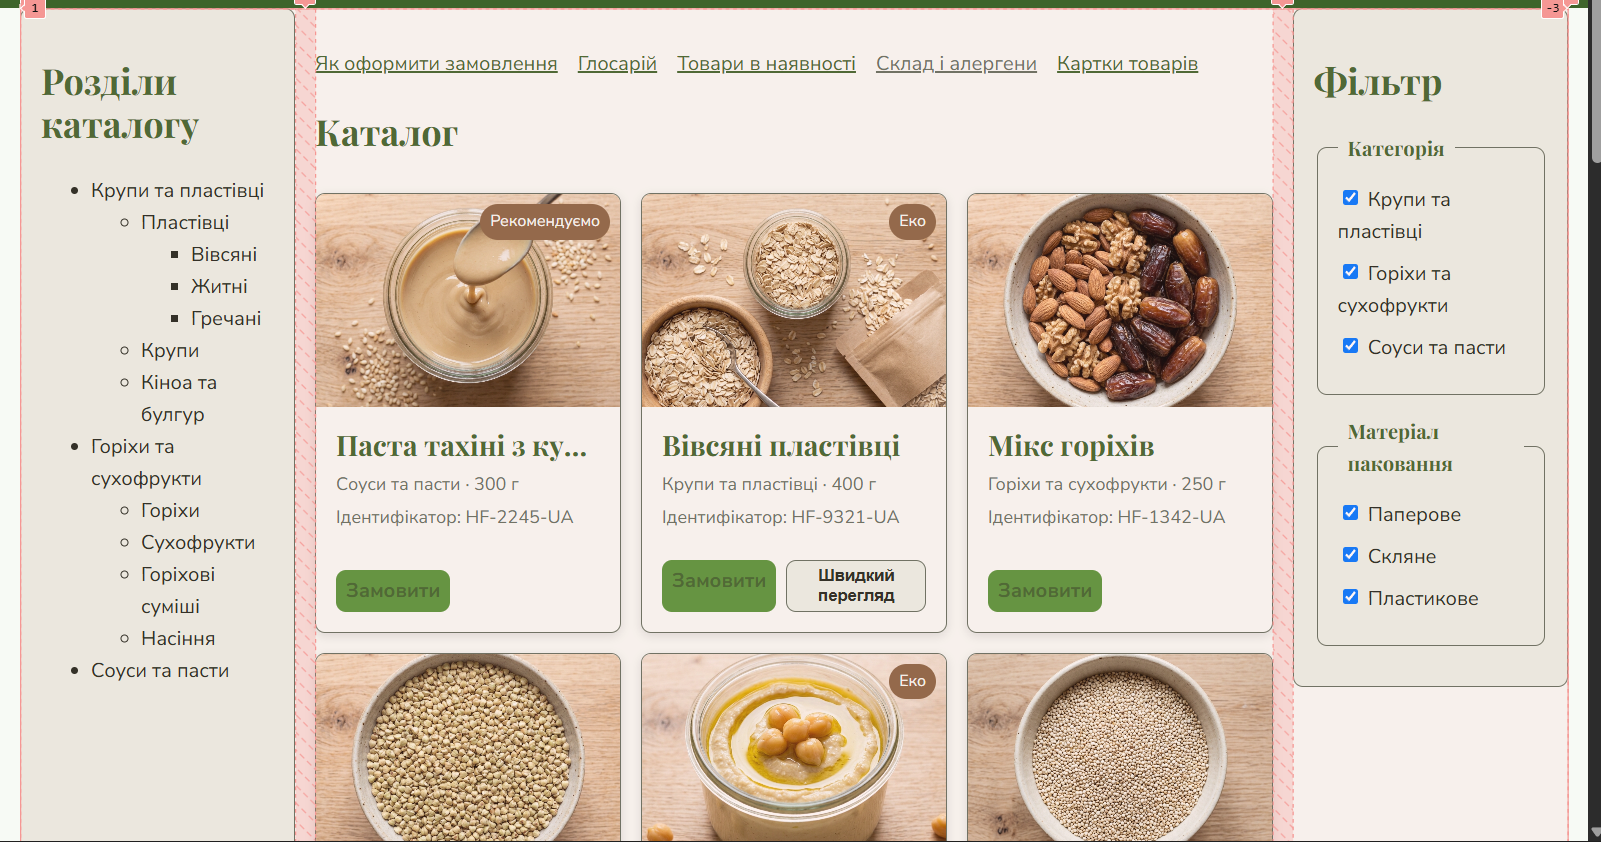 1
-3
Розділи
каталогу
Крупи та пластівці
Пластівці
Вівсяні
Житні
Гречані
Крупи
Кіноа та
булгур
Горіхи та
сухофрукти
Горіхи
Сухофрукти
Горіхові
суміші
Насіння
Соуси та пасти
Як оформити замовлення Глосарій Товари в наявності Склад і алергени Картки товарів
Каталог
Рекомендуємо
Паста тахіні з ку...
Соуси та пасти · 300 г
Ідентифікатор: HF-2245-UA
Замовити
Еко
Вівсяні пластівці
Крупи та пластівці · 400 г
Ідентифікатор: HF-9321-UA
Замовити
Швидкий
перегляд
Мікс горіхів
Горіхи та сухофрукти · 250 г
Ідентифікатор: HF-1342-UA
Замовити
Еко
Фільтр
Категорія
Крупи та
пластівці
Горіхи та
сухофрукти
Соуси та пасти
Матеріал
паковання
Паперове
Скляне
Пластикове